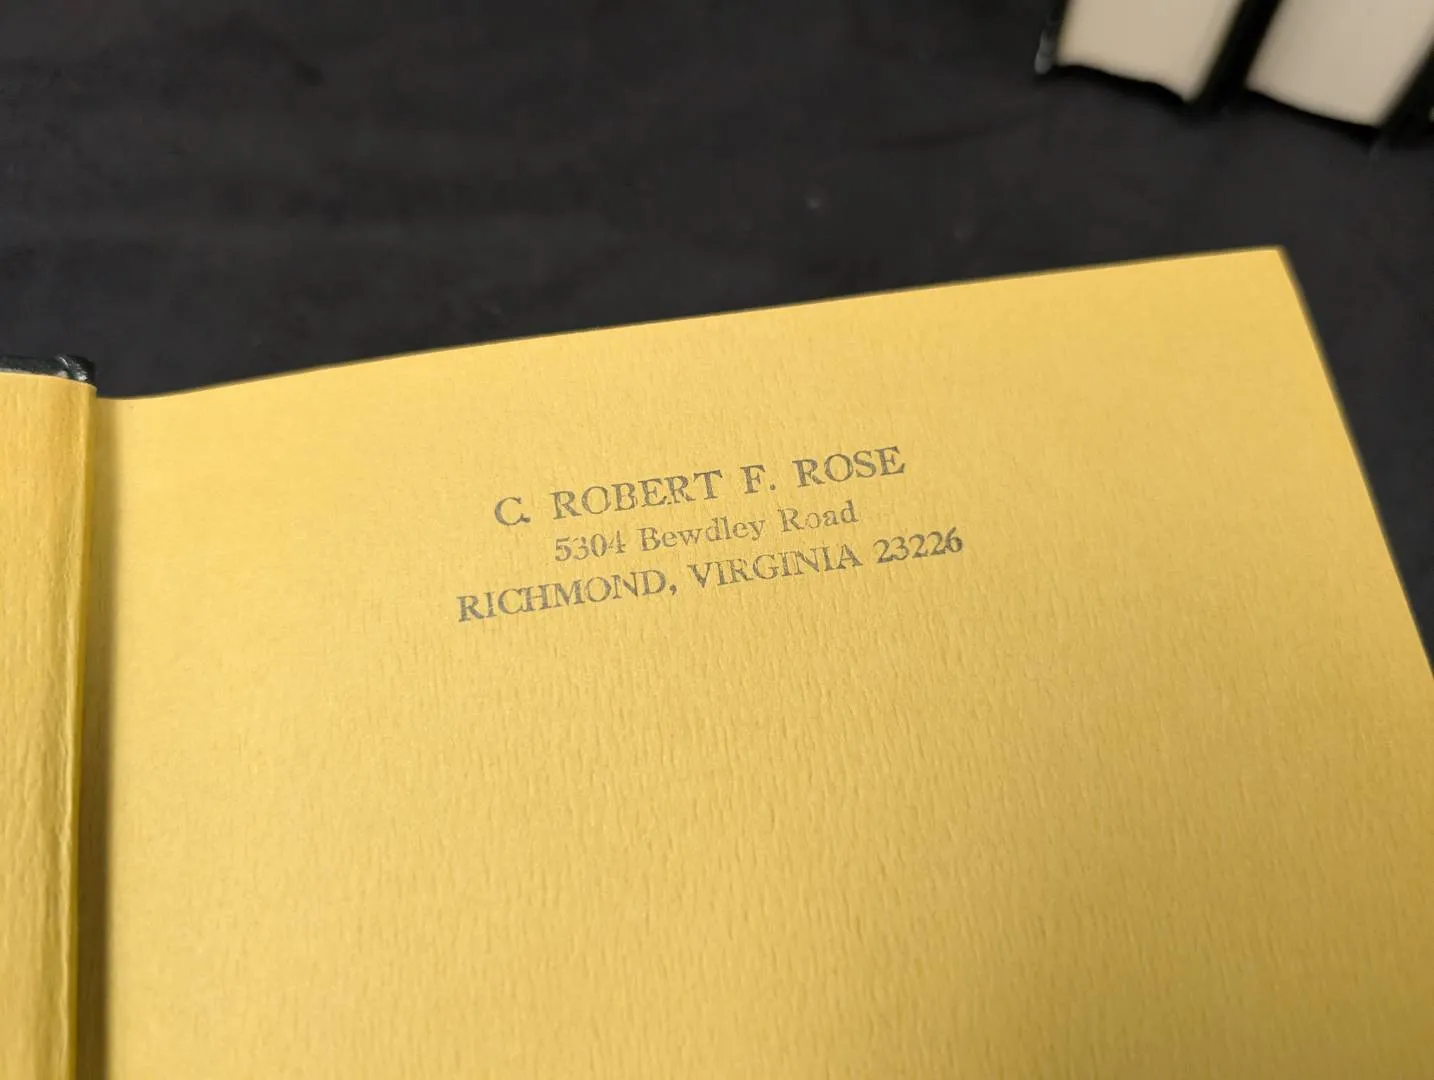 C. ROBERT F. ROSE
5304 Bewdley Road
RICHMOND, VIRGINIA 23226